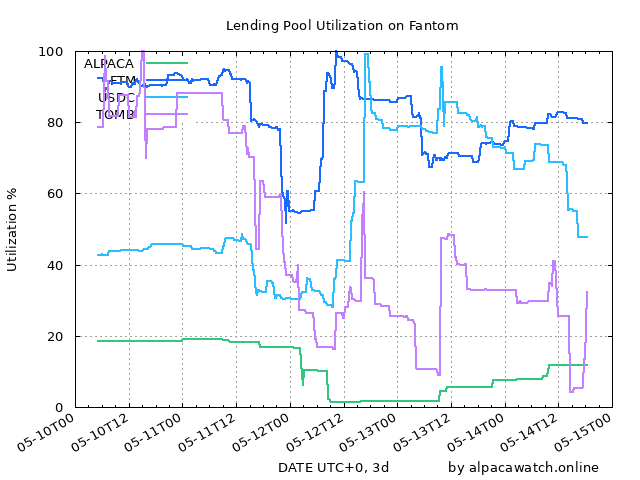 Lending Pool Utilization on Fantom
ALPACA
FTM
USDC
TOMB
100
80
60
40
20
0
Utilization %
05-10T00
05-10T12
05-11T00
05-11T12
05-12T00
05-12T12
05-13T00
05-13T12
05-14T00
05-14T12
05-15T00
DATE UTC+0, 3d
by alpacawatch.online